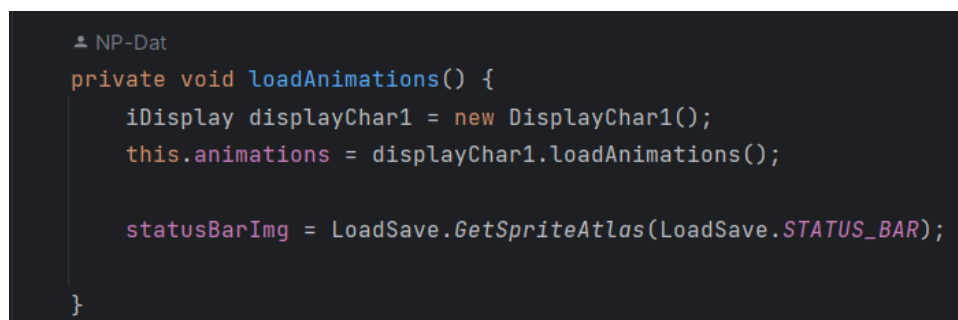 NP-Dat
private void loadAnimations() {
    iDisplay displayChar1 = new DisplayChar1();
    this.animations = displayChar1.loadAnimations();
    statusBarImg = LoadSave.GetSpriteAtlas(LoadSave.STATUS_BAR);
}